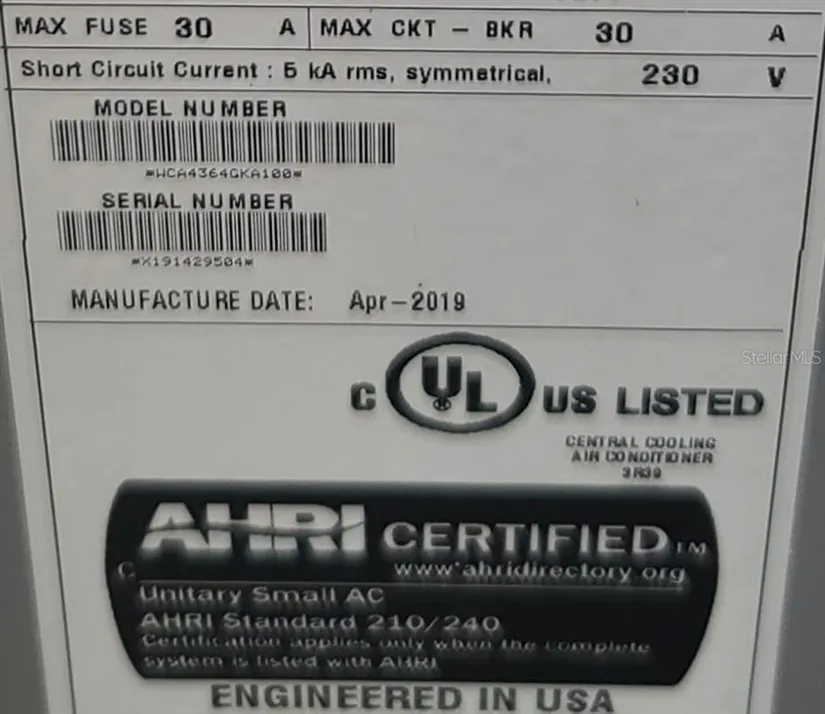 MAX FUSE 30 A MAX CKT - BKR 30 A
Short Circuit Current : 5 kA rms, symmetrical, 230 V
MODEL NUMBER
*WCA4364GKA100*
SERIAL NUMBER
*X191429504*
MANUFACTURE DATE: Apr-2019
StellarMLS
C UL US LISTED
CENTRAL COOLING
AIR CONDITIONER
3R39
AHRI CERTIFIED TM
C
www.ahridirectory.org
Unitary Small AC
AHRI Standard 210/240
Certification applies only when the complete
system is listed with AHRI
ENGINEERED IN USA